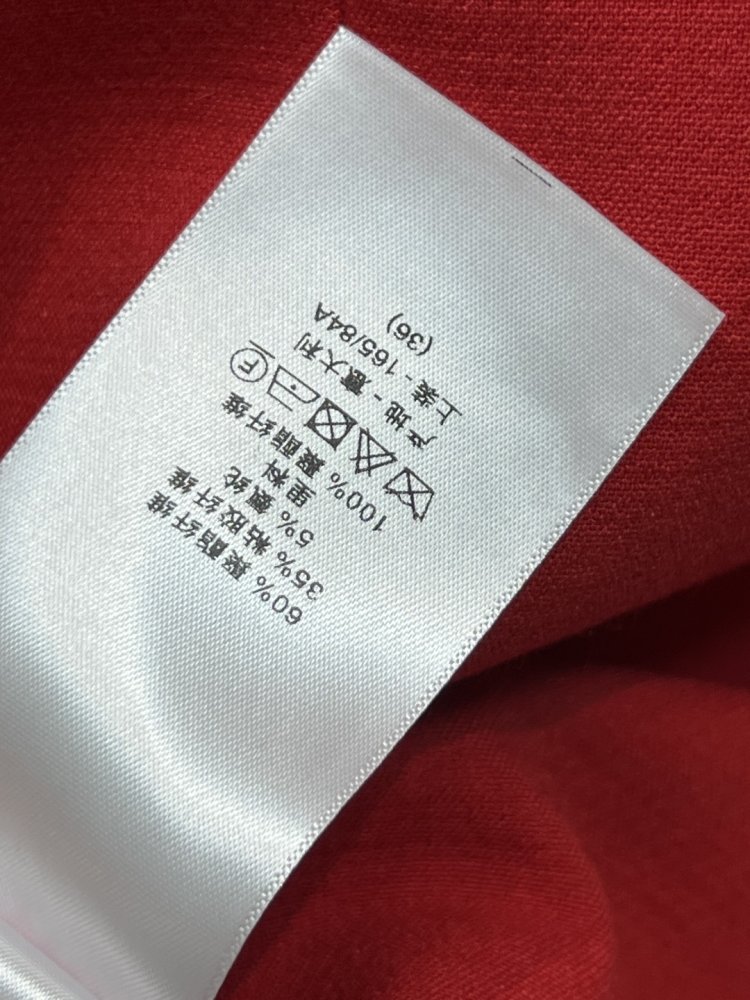 60% 聚酯纤维
35% 粘胶纤维
5% 氨纶
里料 -
100% 聚酯纤维
F
产地 - 意大利
上装 - 165/84A
(36)